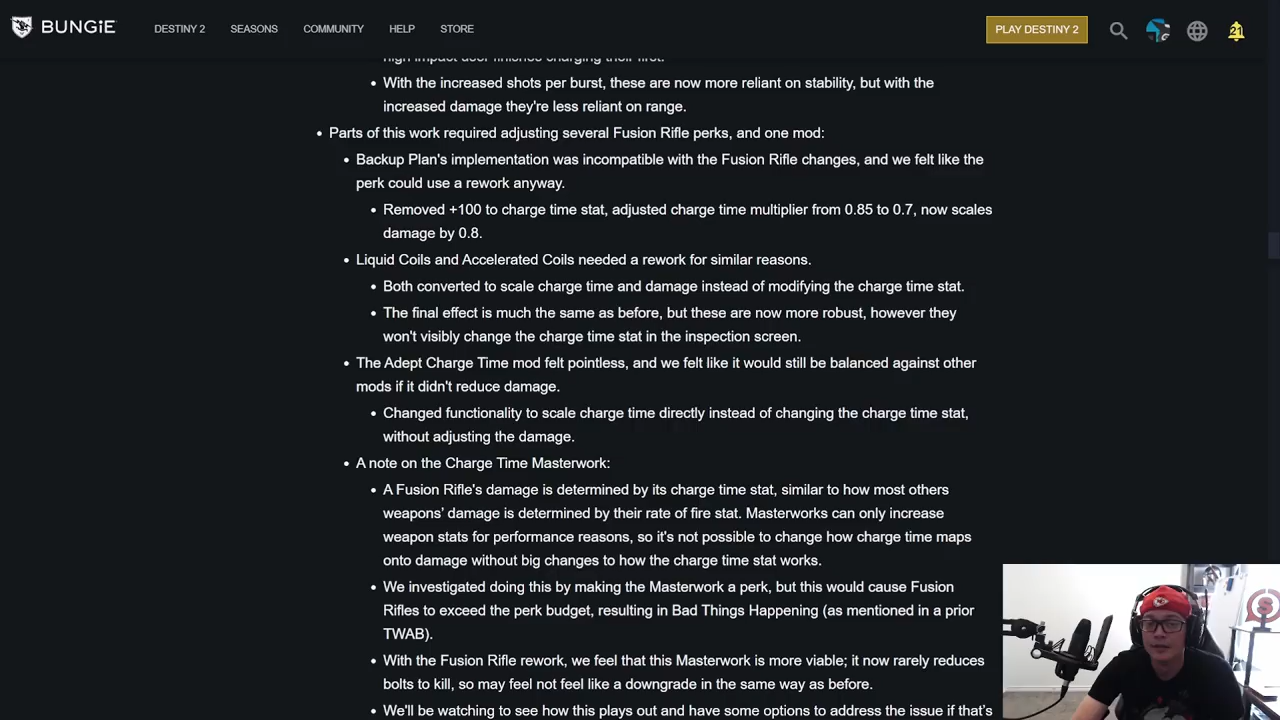 BUNGiE DESTINY 2 SEASONS COMMUNITY HELP STORE PLAY DESTINY 2 21
high impact user finishes charging their first.
• With the increased shots per burst, these are now more reliant on stability, but with the
increased damage they're less reliant on range.
• Parts of this work required adjusting several Fusion Rifle perks, and one mod:
• Backup Plan's implementation was incompatible with the Fusion Rifle changes, and we felt like the
perk could use a rework anyway.
• Removed +100 to charge time stat, adjusted charge time multiplier from 0.85 to 0.7, now scales
damage by 0.8.
• Liquid Coils and Accelerated Coils needed a rework for similar reasons.
• Both converted to scale charge time and damage instead of modifying the charge time stat.
• The final effect is much the same as before, but these are now more robust, however they
won't visibly change the charge time stat in the inspection screen.
• The Adept Charge Time mod felt pointless, and we felt like it would still be balanced against other
mods if it didn't reduce damage.
• Changed functionality to scale charge time directly instead of changing the charge time stat,
without adjusting the damage.
• A note on the Charge Time Masterwork:
• A Fusion Rifle's damage is determined by its charge time stat, similar to how most others
weapons' damage is determined by their rate of fire stat. Masterworks can only increase
weapon stats for performance reasons, so it's not possible to change how charge time maps
onto damage without big changes to how the charge time stat works.
• We investigated doing this by making the Masterwork a perk, but this would cause Fusion
Rifles to exceed the perk budget, resulting in Bad Things Happening (as mentioned in a prior
TWAB).
• With the Fusion Rifle rework, we feel that this Masterwork is more viable; it now rarely reduces
bolts to kill, so may feel not feel like a downgrade in the same way as before.
• We'll be watching to see how this plays out and have some options to address the issue if that's